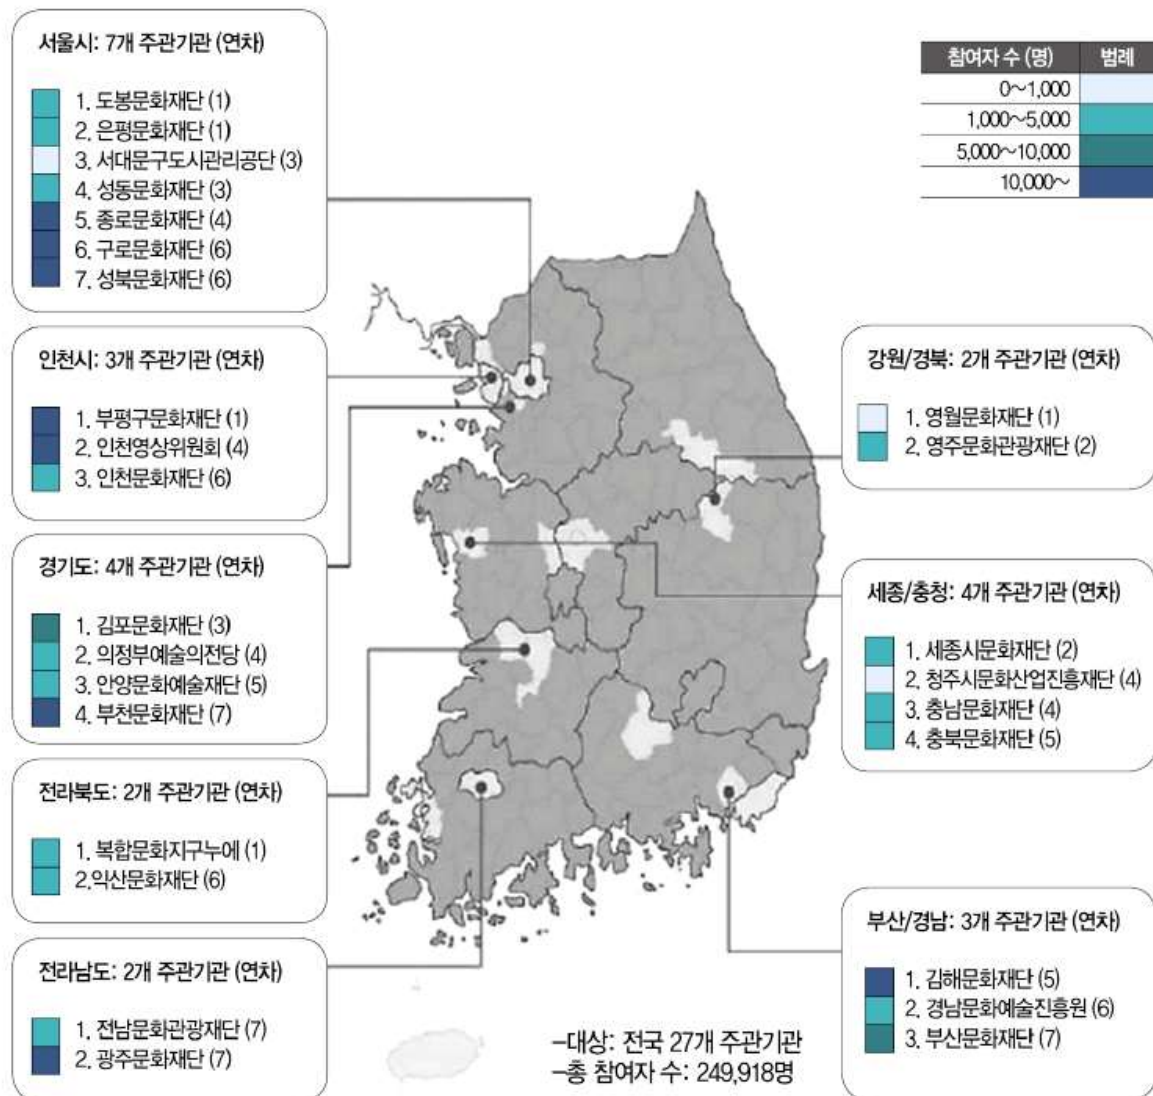 서울시: 7개 주관기관 (연차)
1. 도봉문화재단 (1)
2. 은평문화재단 (1)
3. 서대문구도시관리공단 (3)
4. 성동문화재단 (3)
5. 종로문화재단 (4)
6. 구로문화재단 (6)
7. 성북문화재단 (6)
참여자 수 (명) 범례
0~1,000
1,000~5,000
5,000~10,000
10,000~
인천시: 3개 주관기관 (연차)
1. 부평구문화재단 (1)
2. 인천영상위원회 (4)
3. 인천문화재단 (6)
강원/경북: 2개 주관기관 (연차)
1. 영월문화재단 (1)
2. 영주문화관광재단 (2)
경기도: 4개 주관기관 (연차)
1. 김포문화재단 (3)
2. 의정부예술의전당 (4)
3. 안양문화예술재단 (5)
4. 부천문화재단 (7)
세종/충청: 4개 주관기관 (연차)
1. 세종시문화재단 (2)
2. 청주시문화산업진흥재단 (4)
3. 충남문화재단 (4)
4. 충북문화재단 (5)
전라북도: 2개 주관기관 (연차)
1. 복합문화지구누에 (1)
2.익산문화재단 (6)
전라남도: 2개 주관기관 (연차)
1. 전남문화관광재단 (7)
2. 광주문화재단 (7)
부산/경남: 3개 주관기관 (연차)
1. 김해문화재단 (5)
2. 경남문화예술진흥원 (6)
3. 부산문화재단 (7)
-대상: 전국 27개 주관기관
-총 참여자 수: 249,918명